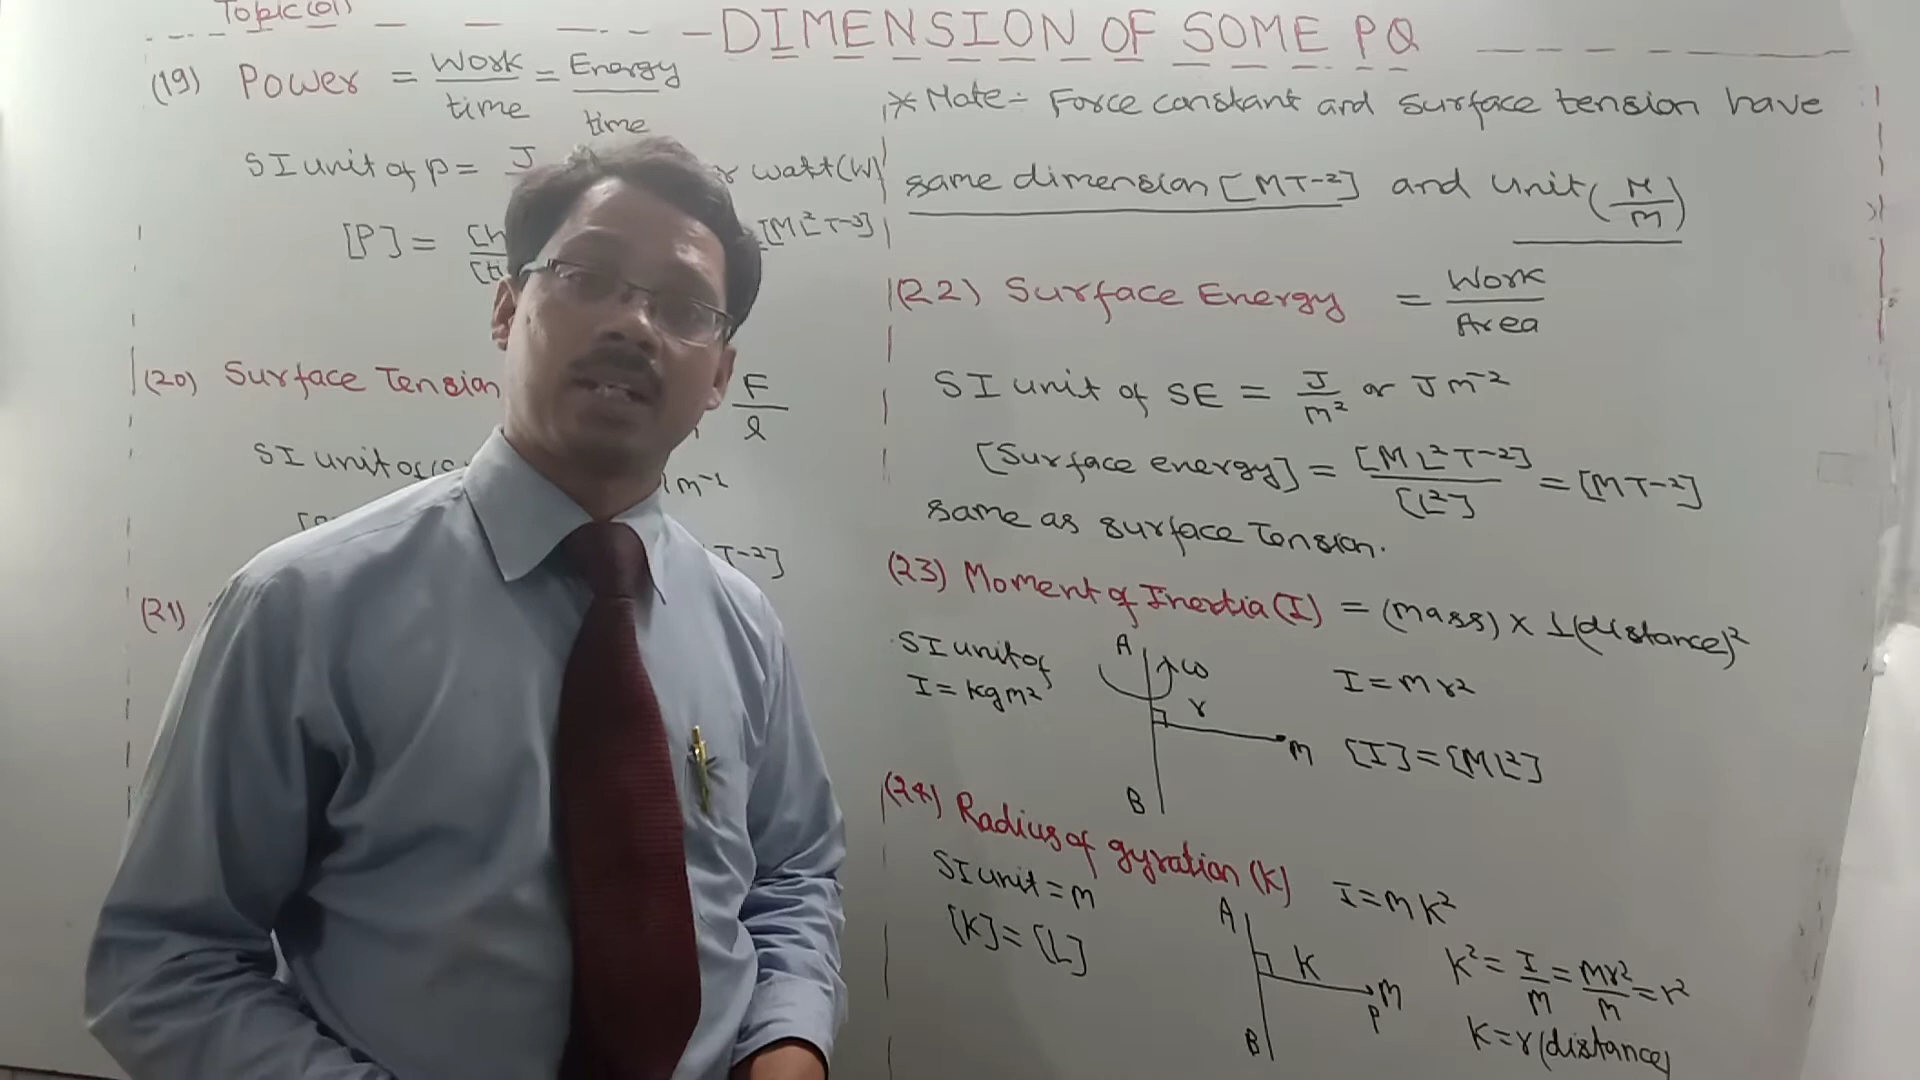 Topic (01)
DIMENSION OF SOME PQ
(19) Power = Work/time = Energy/time
SI unit of P = J watt (W)
[P] = [ML²T-3]
(20) Surface Tension F/l
SI unit of m-1
T-2]
(21)
* Note:- Force constant and surface tension have
same dimension [MT-2] and unit (N/m)
(22) Surface Energy = Work/Area
SI unit of SE = J/m² or Jm-2
[Surface energy] = [ML²T-2]/[L²] = [MT-2]
same as surface Tension.
(23) Moment of Inertia (I) = (mass) x ⊥(distance)²
SI unit of
I = kgm²
A ω
r
m
B
I = mr²
[I] = [ML²]
(24) Radius of gyration (K)
SI unit = m
[K] = [L]
I = mK²
A
K
m
P
B
K² = I/m = mr²/m = r²
K = r (distance)